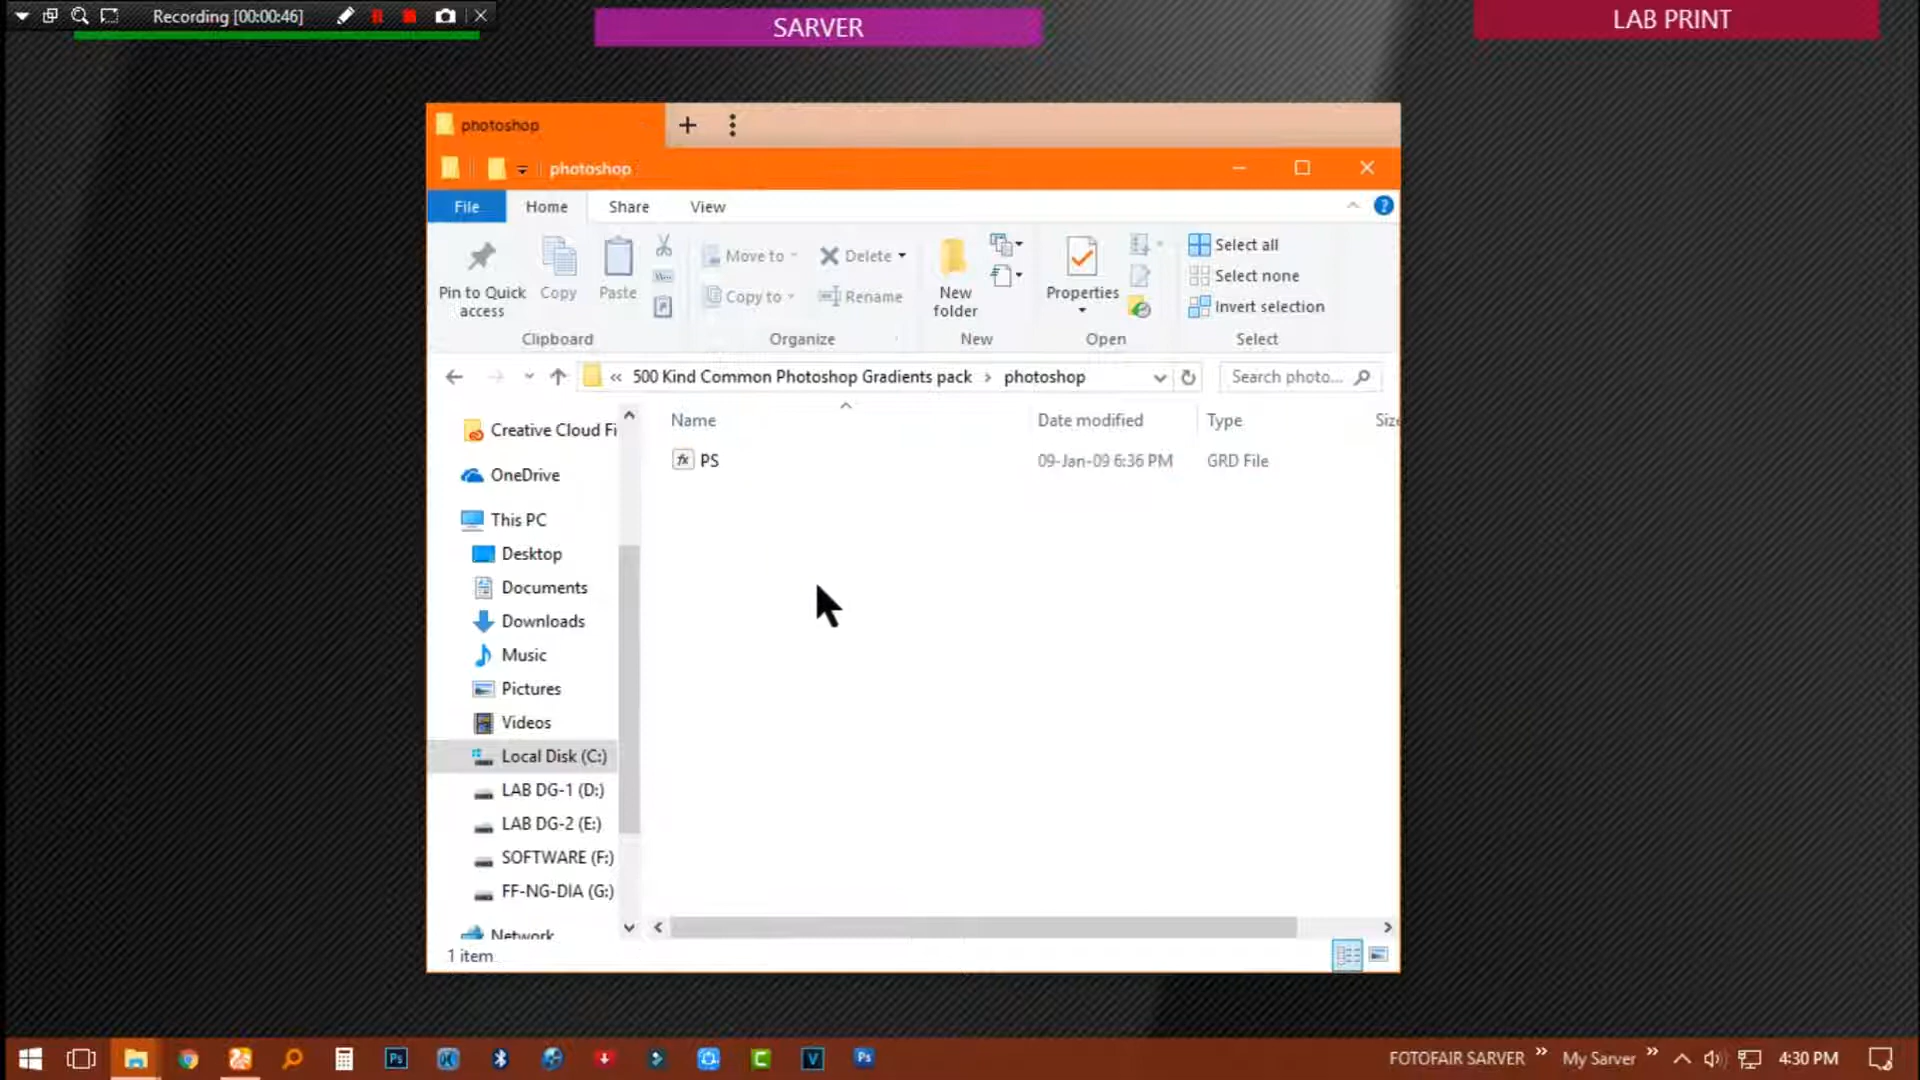 Recording [00:00:46]
SARVER
LAB PRINT
photoshop
photoshop
File Home Share View
Pin to Quick access
Copy
Paste
Move to
Copy to
Delete
Rename
New folder
Properties
Select all
Select none
Invert selection
Clipboard Organize New Open Select
« 500 Kind Common Photoshop Gradients pack › photoshop
Search photo...
Name Date modified Type Size
PS 09-Jan-09 6:36 PM GRD File
Creative Cloud Fi
OneDrive
This PC
Desktop
Documents
Downloads
Music
Pictures
Videos
Local Disk (C:)
LAB DG-1 (D:)
LAB DG-2 (E:)
SOFTWARE (F:)
FF-NG-DIA (G:)
Network
1 item
FOTOFAIR SARVER » My Sarver » 4:30 PM